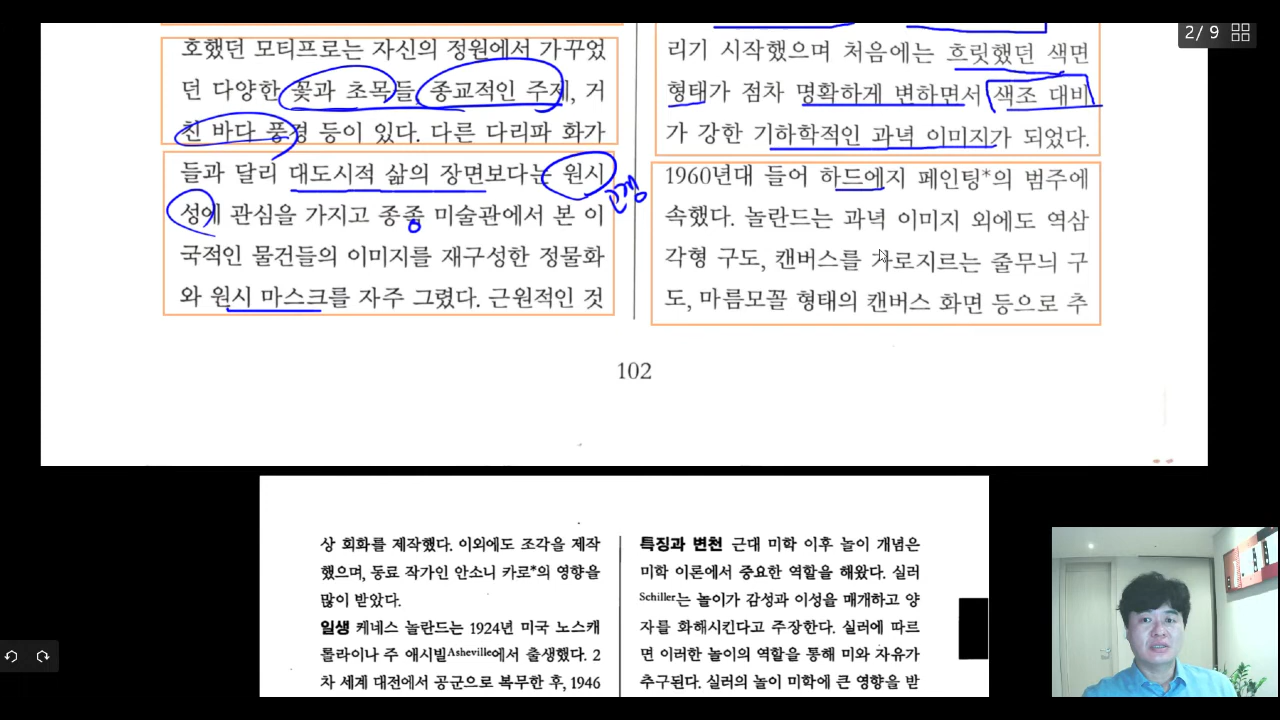 2/ 9
호했던 모티프로는 자신의 정원에서 가꾸었
던 다양한 꽃과 초목들 종교적인 주제, 거
친 바다 풍경 등이 있다. 다른 다리파 화가
들과 달리 대도시적 삶의 장면보다는 원시
성에 관심을 가지고 종종 미술관에서 본 이
국적인 물건들의 이미지를 재구성한 정물화
와 원시 마스크를 자주 그렸다. 근원적인 것
리기 시작했으며 처음에는 흐릿했던 색면
형태가 점차 명확하게 변하면서 색조 대비
가 강한 기하학적인 과녁 이미지가 되었다.
1960년대 들어 하드에지 페인팅*의 범주에
속했다. 놀란드는 과녁 이미지 외에도 역삼
각형 구도, 캔버스를 가로지르는 줄무늬 구
도, 마름모꼴 형태의 캔버스 화면 등으로 추
102
상 회화를 제작했다. 이외에도 조각을 제작
했으며, 동료 작가인 안소니 카로*의 영향을
많이 받았다.
일생 케네스 놀란드는 1924년 미국 노스캐
롤라이나 주 애시빌Asheville에서 출생했다. 2
차 세계 대전에서 공군으로 복무한 후, 1946
특징과 변천 근대 미학 이후 놀이 개념은
미학 이론에서 중요한 역할을 해왔다. 실러
Schiller는 놀이가 감성과 이성을 매개하고 양
자를 화해시킨다고 주장한다. 실러에 따르
면 이러한 놀이의 역할을 통해 미와 자유가
추구된다. 실러의 놀이 미학에 큰 영향을 받